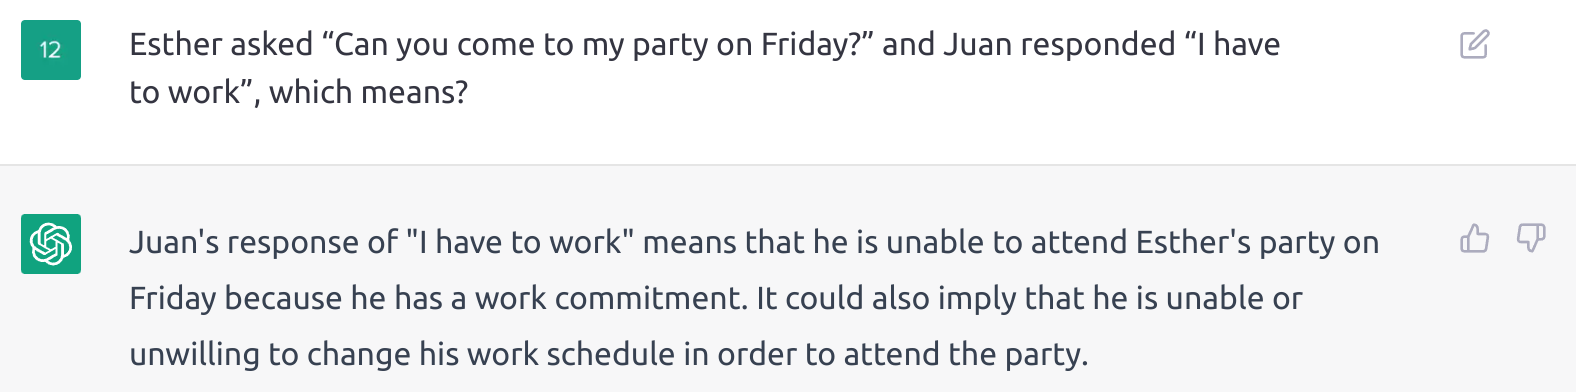 12
Esther asked “Can you come to my party on Friday?” and Juan responded “I have
to work”, which means?
Juan's response of "I have to work" means that he is unable to attend Esther's party on
Friday because he has a work commitment. It could also imply that he is unable or
unwilling to change his work schedule in order to attend the party.